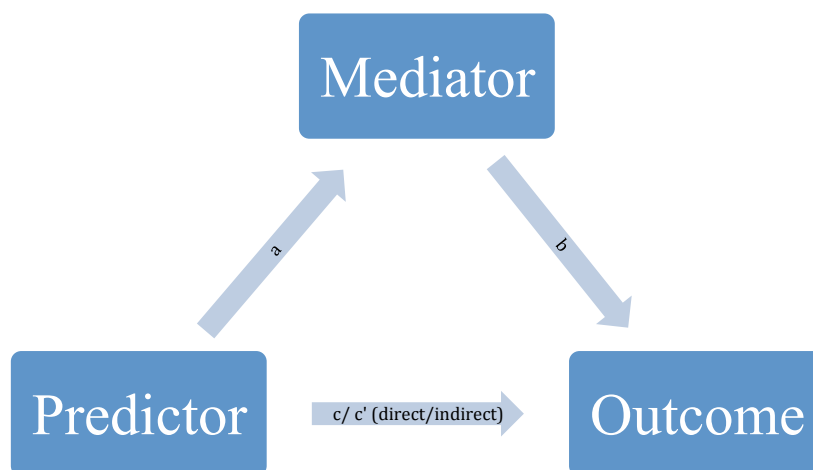 Mediator
a
b
Predictor
c/ c' (direct/indirect)
Outcome